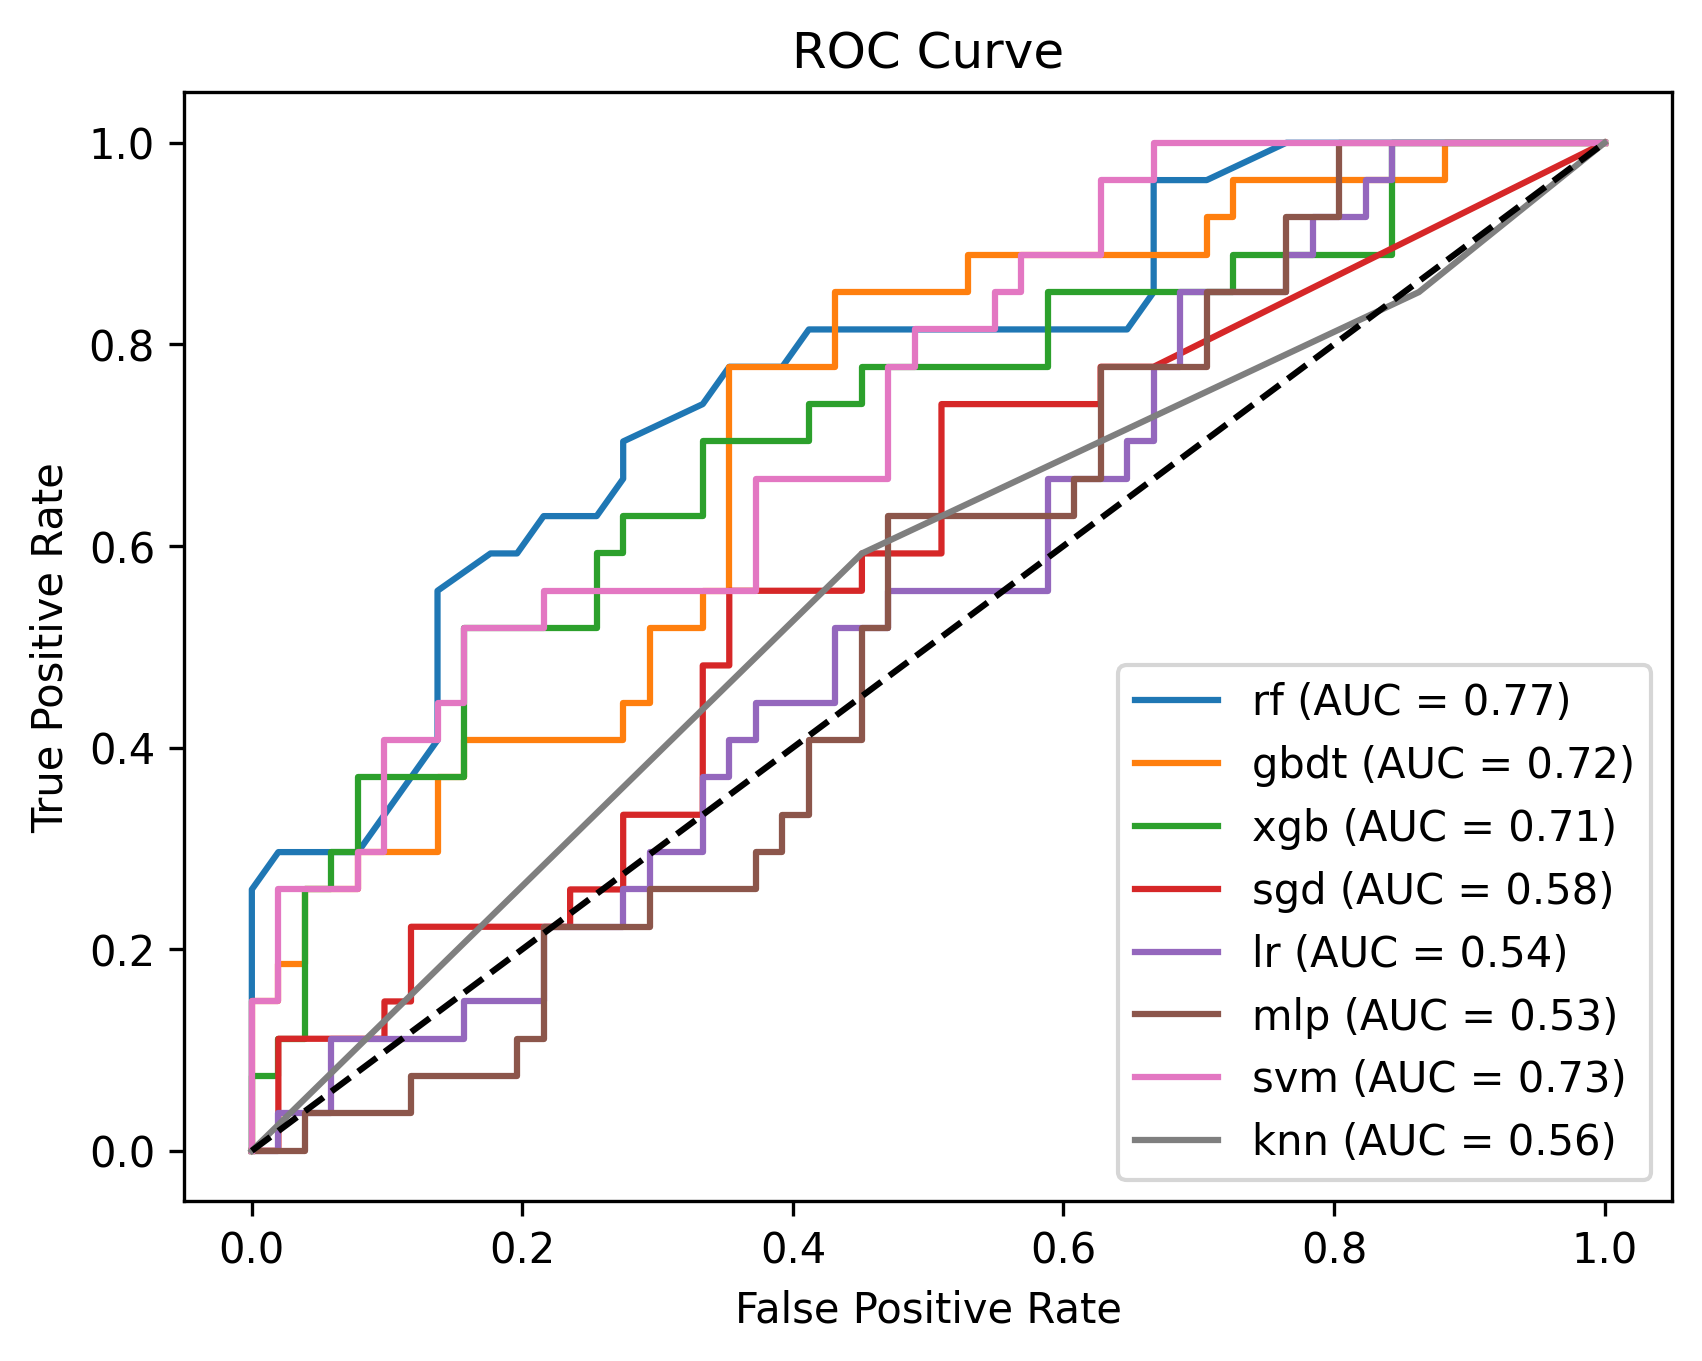 ROC Curve
True Positive Rate
1.0
0.8
0.6
0.4
0.2
0.0
rf (AUC = 0.77)
gbdt (AUC = 0.72)
xgb (AUC = 0.71)
sgd (AUC = 0.58)
lr (AUC = 0.54)
mlp (AUC = 0.53)
svm (AUC = 0.73)
knn (AUC = 0.56)
0.0 0.2 0.4 0.6 0.8 1.0
False Positive Rate